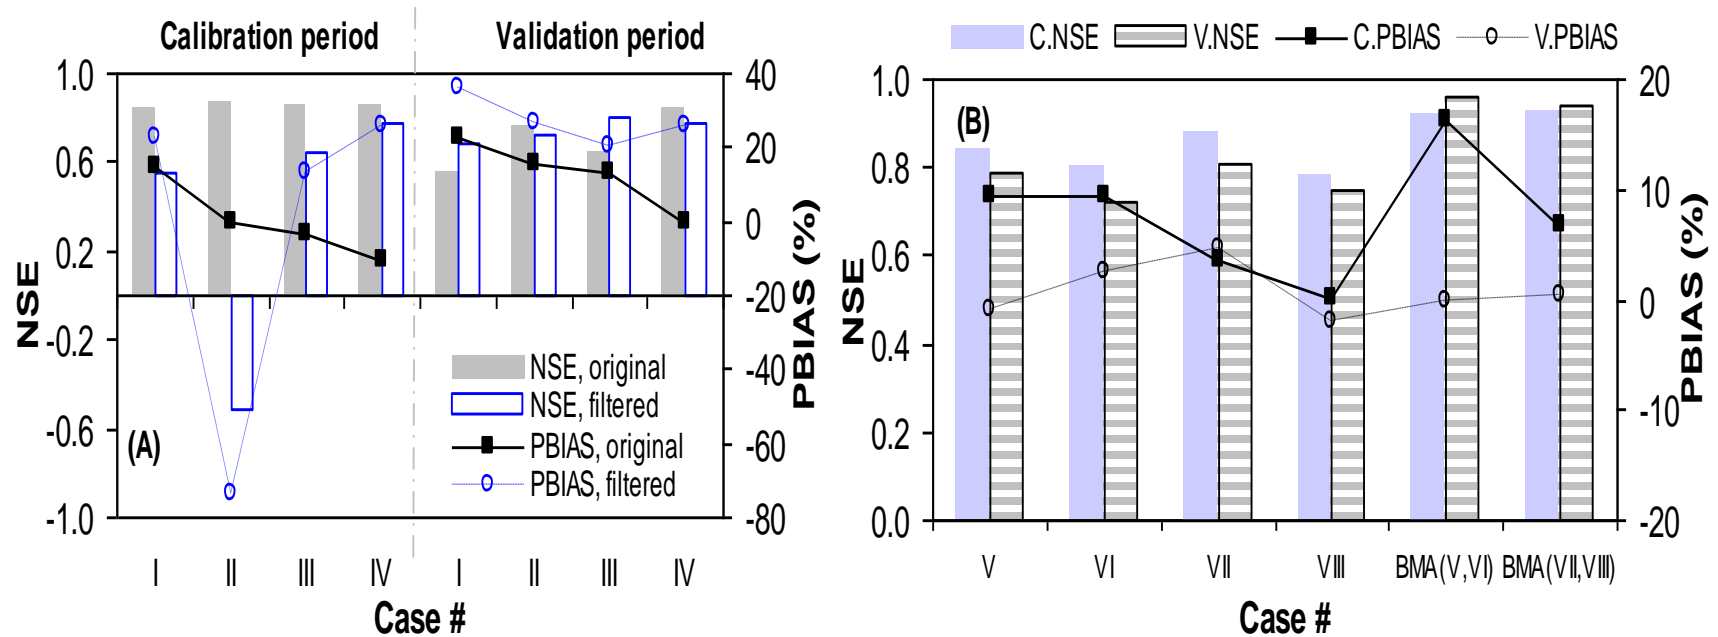 Calibration period
Validation period
1.0
0.6
0.2
-0.2
-0.6
-1.0
NSE
40
20
0
-20
-40
-60
-80
PBIAS (%)
NSE, original
NSE, filtered
PBIAS, original
PBIAS, filtered
(A)
I II III IV I II III IV
Case #
C.NSE V.NSE C.PBIAS V.PBIAS
1.0
0.8
0.6
0.4
0.2
0.0
NSE
(B)
20
10
0
-10
-20
PBIAS (%)
V VI VII VIII BMA(V,VI) BMA(VII,VIII)
Case #